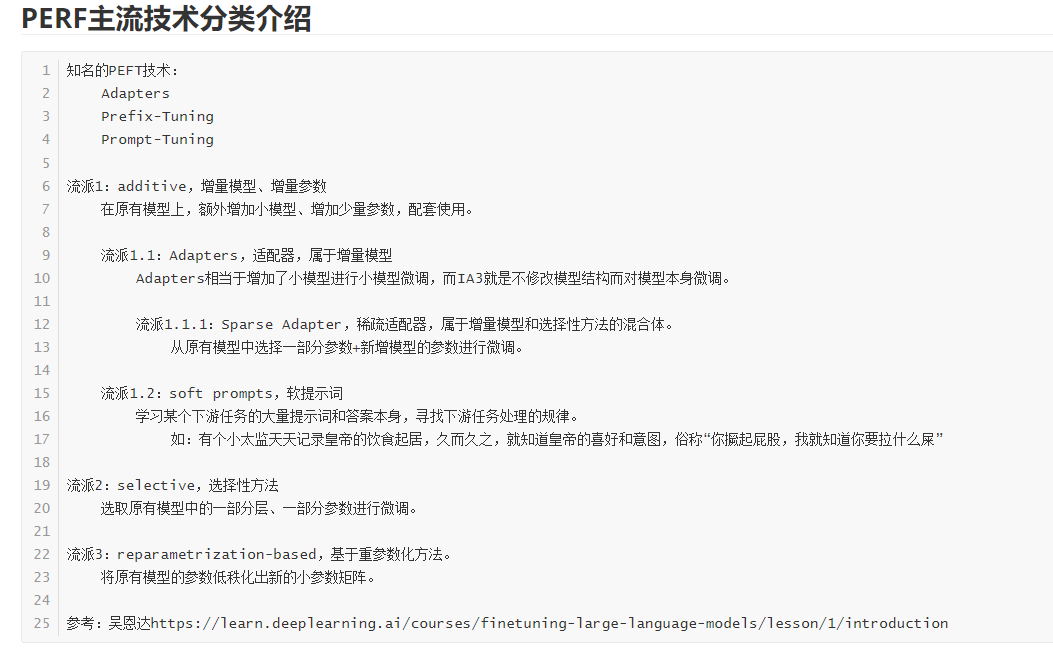 PERF主流技术分类介绍
1 知名的PEFT技术：
2 Adapters
3 Prefix-Tuning
4 Prompt-Tuning
5
6 流派1：additive，增量模型、增量参数
7 在原有模型上，额外增加小模型、增加少量参数，配套使用。
8
9 流派1.1：Adapters，适配器，属于增量模型
10 Adapters相当于增加了小模型进行小模型微调，而IA3就是不修改模型结构而对模型本身微调。
11
12 流派1.1.1：Sparse Adapter，稀疏适配器，属于增量模型和选择性方法的混合体。
13 从原有模型中选择一部分参数+新增模型的参数进行微调。
14
15 流派1.2：soft prompts，软提示词
16 学习某个下游任务的大量提示词和答案本身，寻找下游任务处理的规律。
17 如：有个小太监天天记录皇帝的饮食起居，久而久之，就知道皇帝的喜好和意图，俗称“你撅起屁股，我就知道你要拉什么屎”
18
19 流派2：selective，选择性方法
20 选取原有模型中的一部分层、一部分参数进行微调。
21
22 流派3：reparametrization-based，基于重参数化方法。
23 将原有模型的参数低秩化出新的小参数矩阵。
24
25 参考：吴恩达https://learn.deeplearning.ai/courses/finetuning-large-language-models/lesson/1/introduction